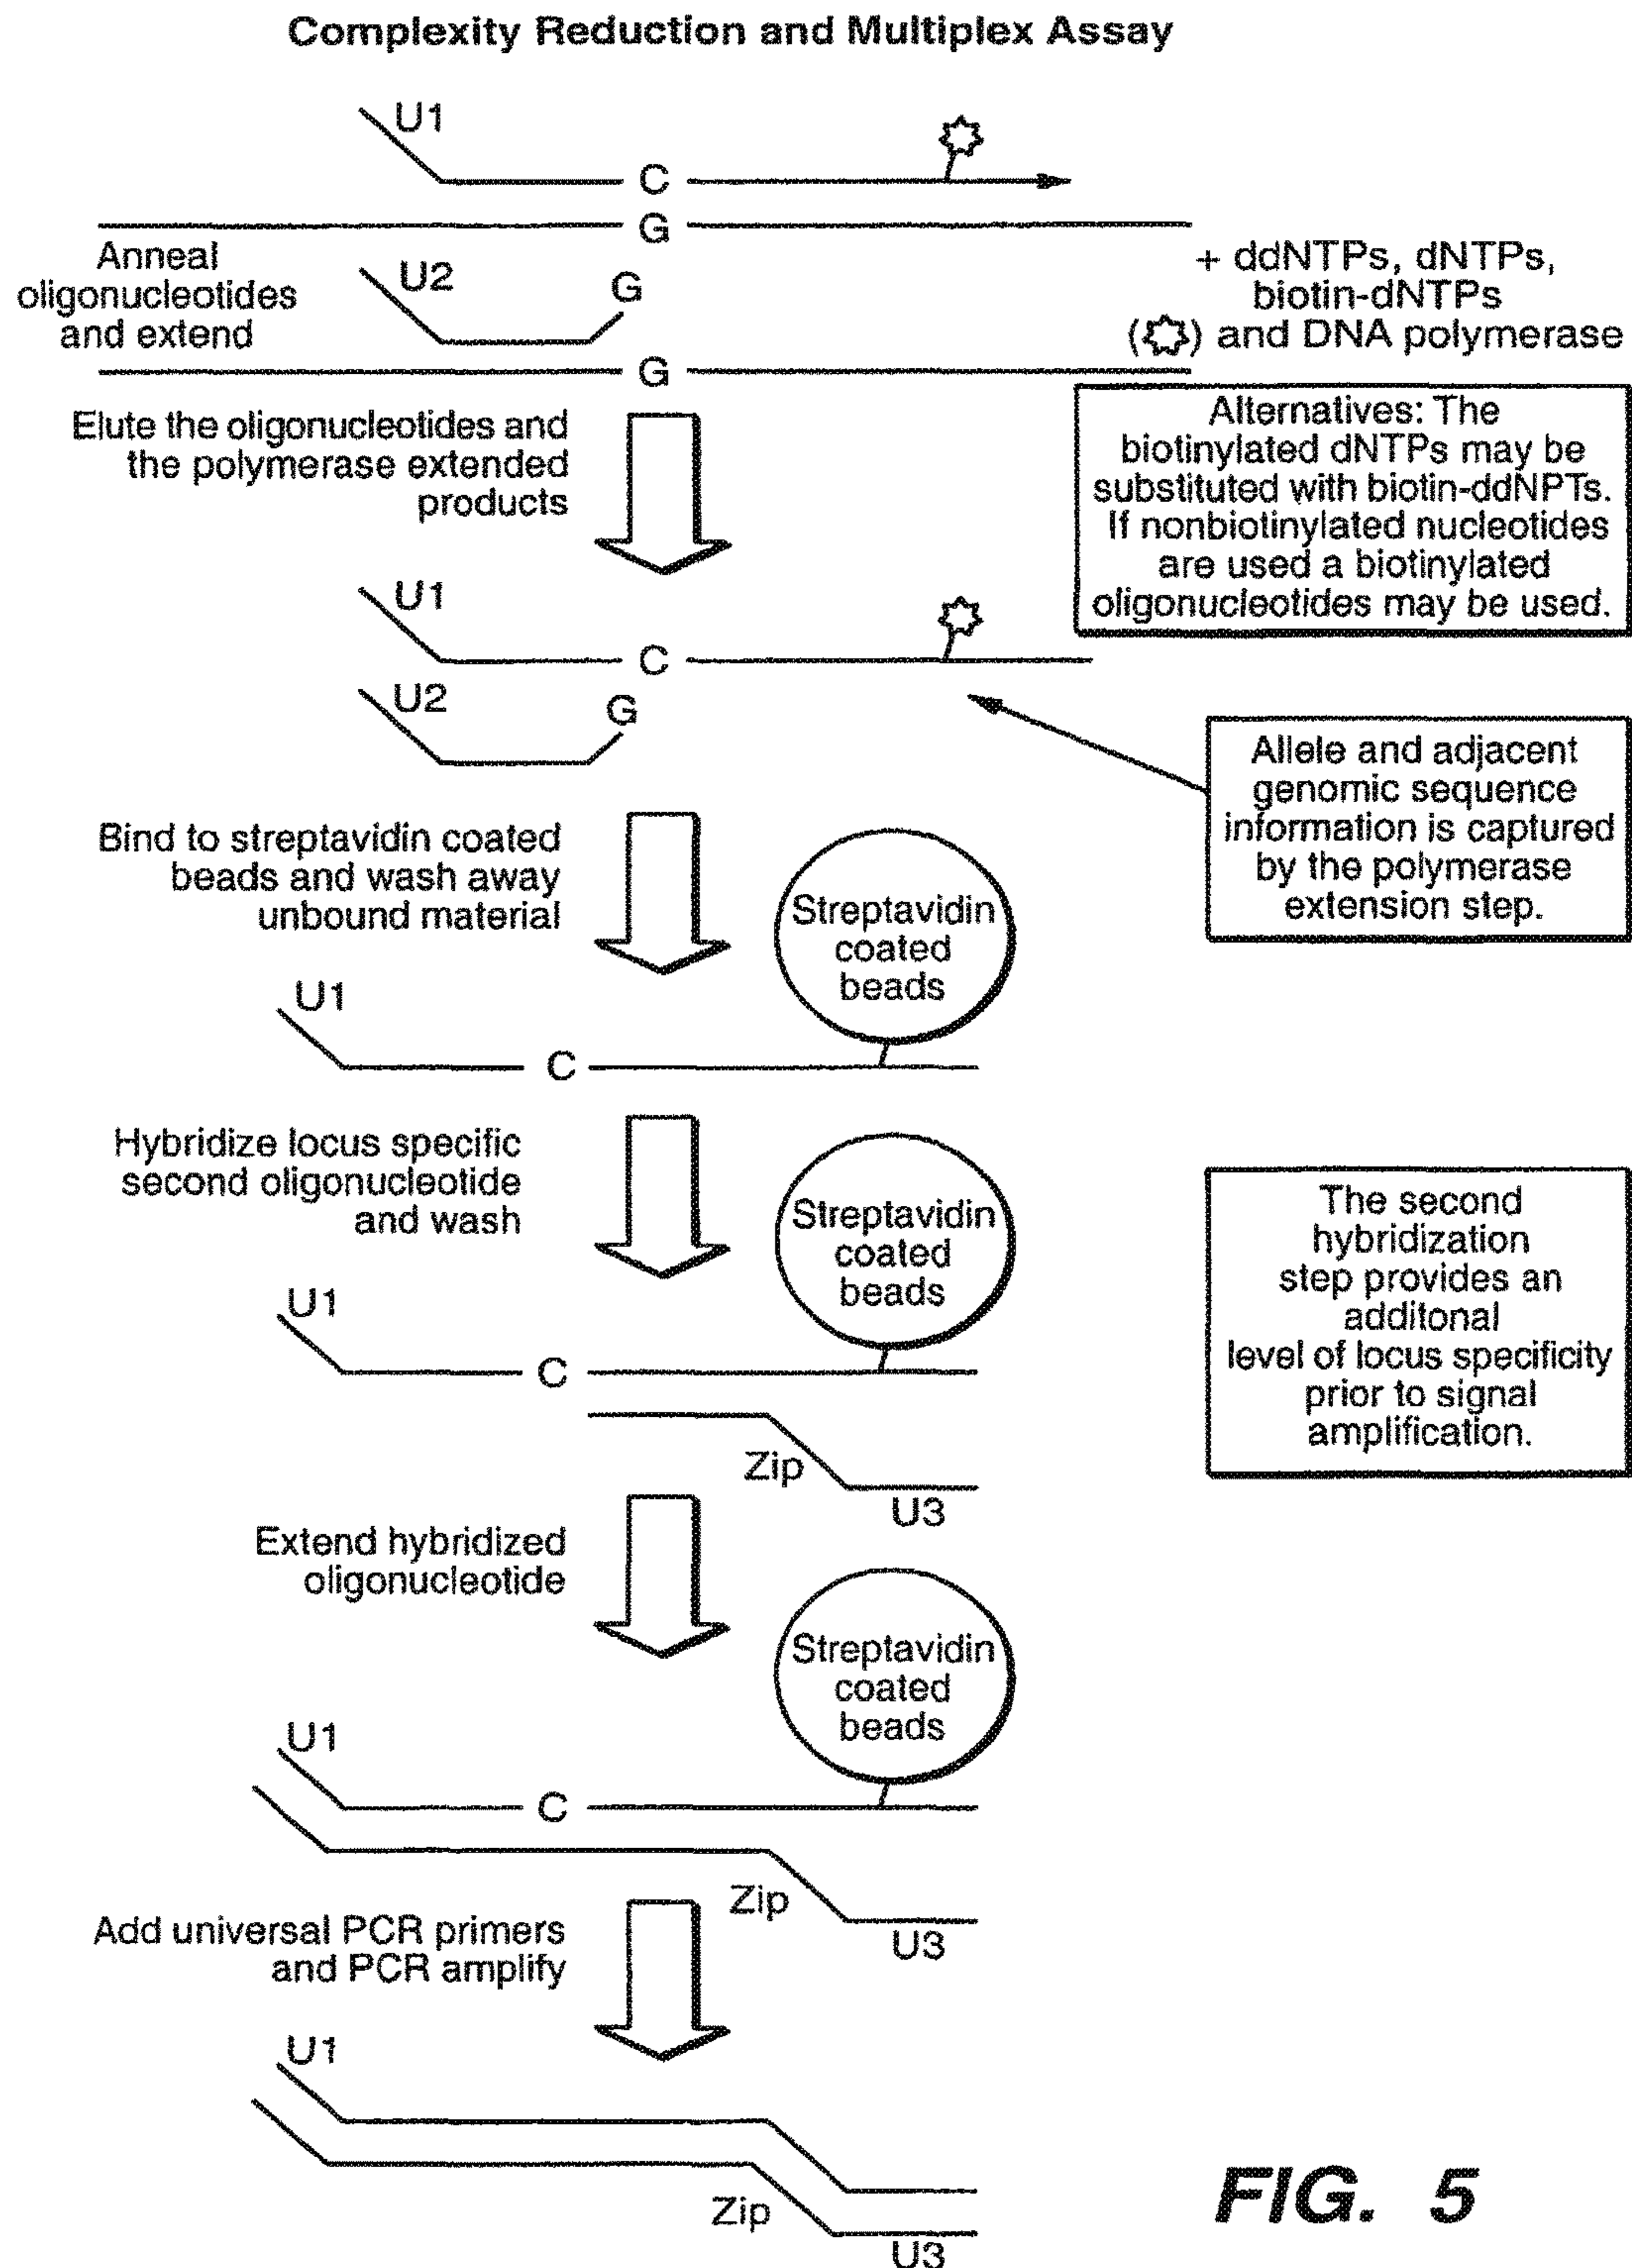 Complexity Reduction and Multiplex Assay
U1
C
G
Anneal
oligonucleotides
and extend
U2
G
G
+ ddNTPs, dNTPs,
biotin-dNTPs
( ) and DNA polymerase
Alternatives: The
biotinylated dNTPs may be
substituted with biotin-ddNPTs.
If nonbiotinylated nucleotides
are used a biotinylated
oligonucleotides may be used.
Elute the oligonucleotides and
the polymerase extended
products
U1
C
U2
G
Allele and adjacent
genomic sequence
information is captured
by the polymerase
extension step.
Bind to streptavidin coated
beads and wash away
unbound material
Streptavidin
coated
beads
U1
C
Hybridize locus specific
second oligonucleotide
and wash
Streptavidin
coated
beads
The second
hybridization
step provides an
additonal
level of locus specificity
prior to signal
amplification.
U1
C
Zip
U3
Extend hybridized
oligonucleotide
Streptavidin
coated
beads
U1
C
Zip
U3
Add universal PCR primers
and PCR amplify
U1
Zip
U3
FIG. 5